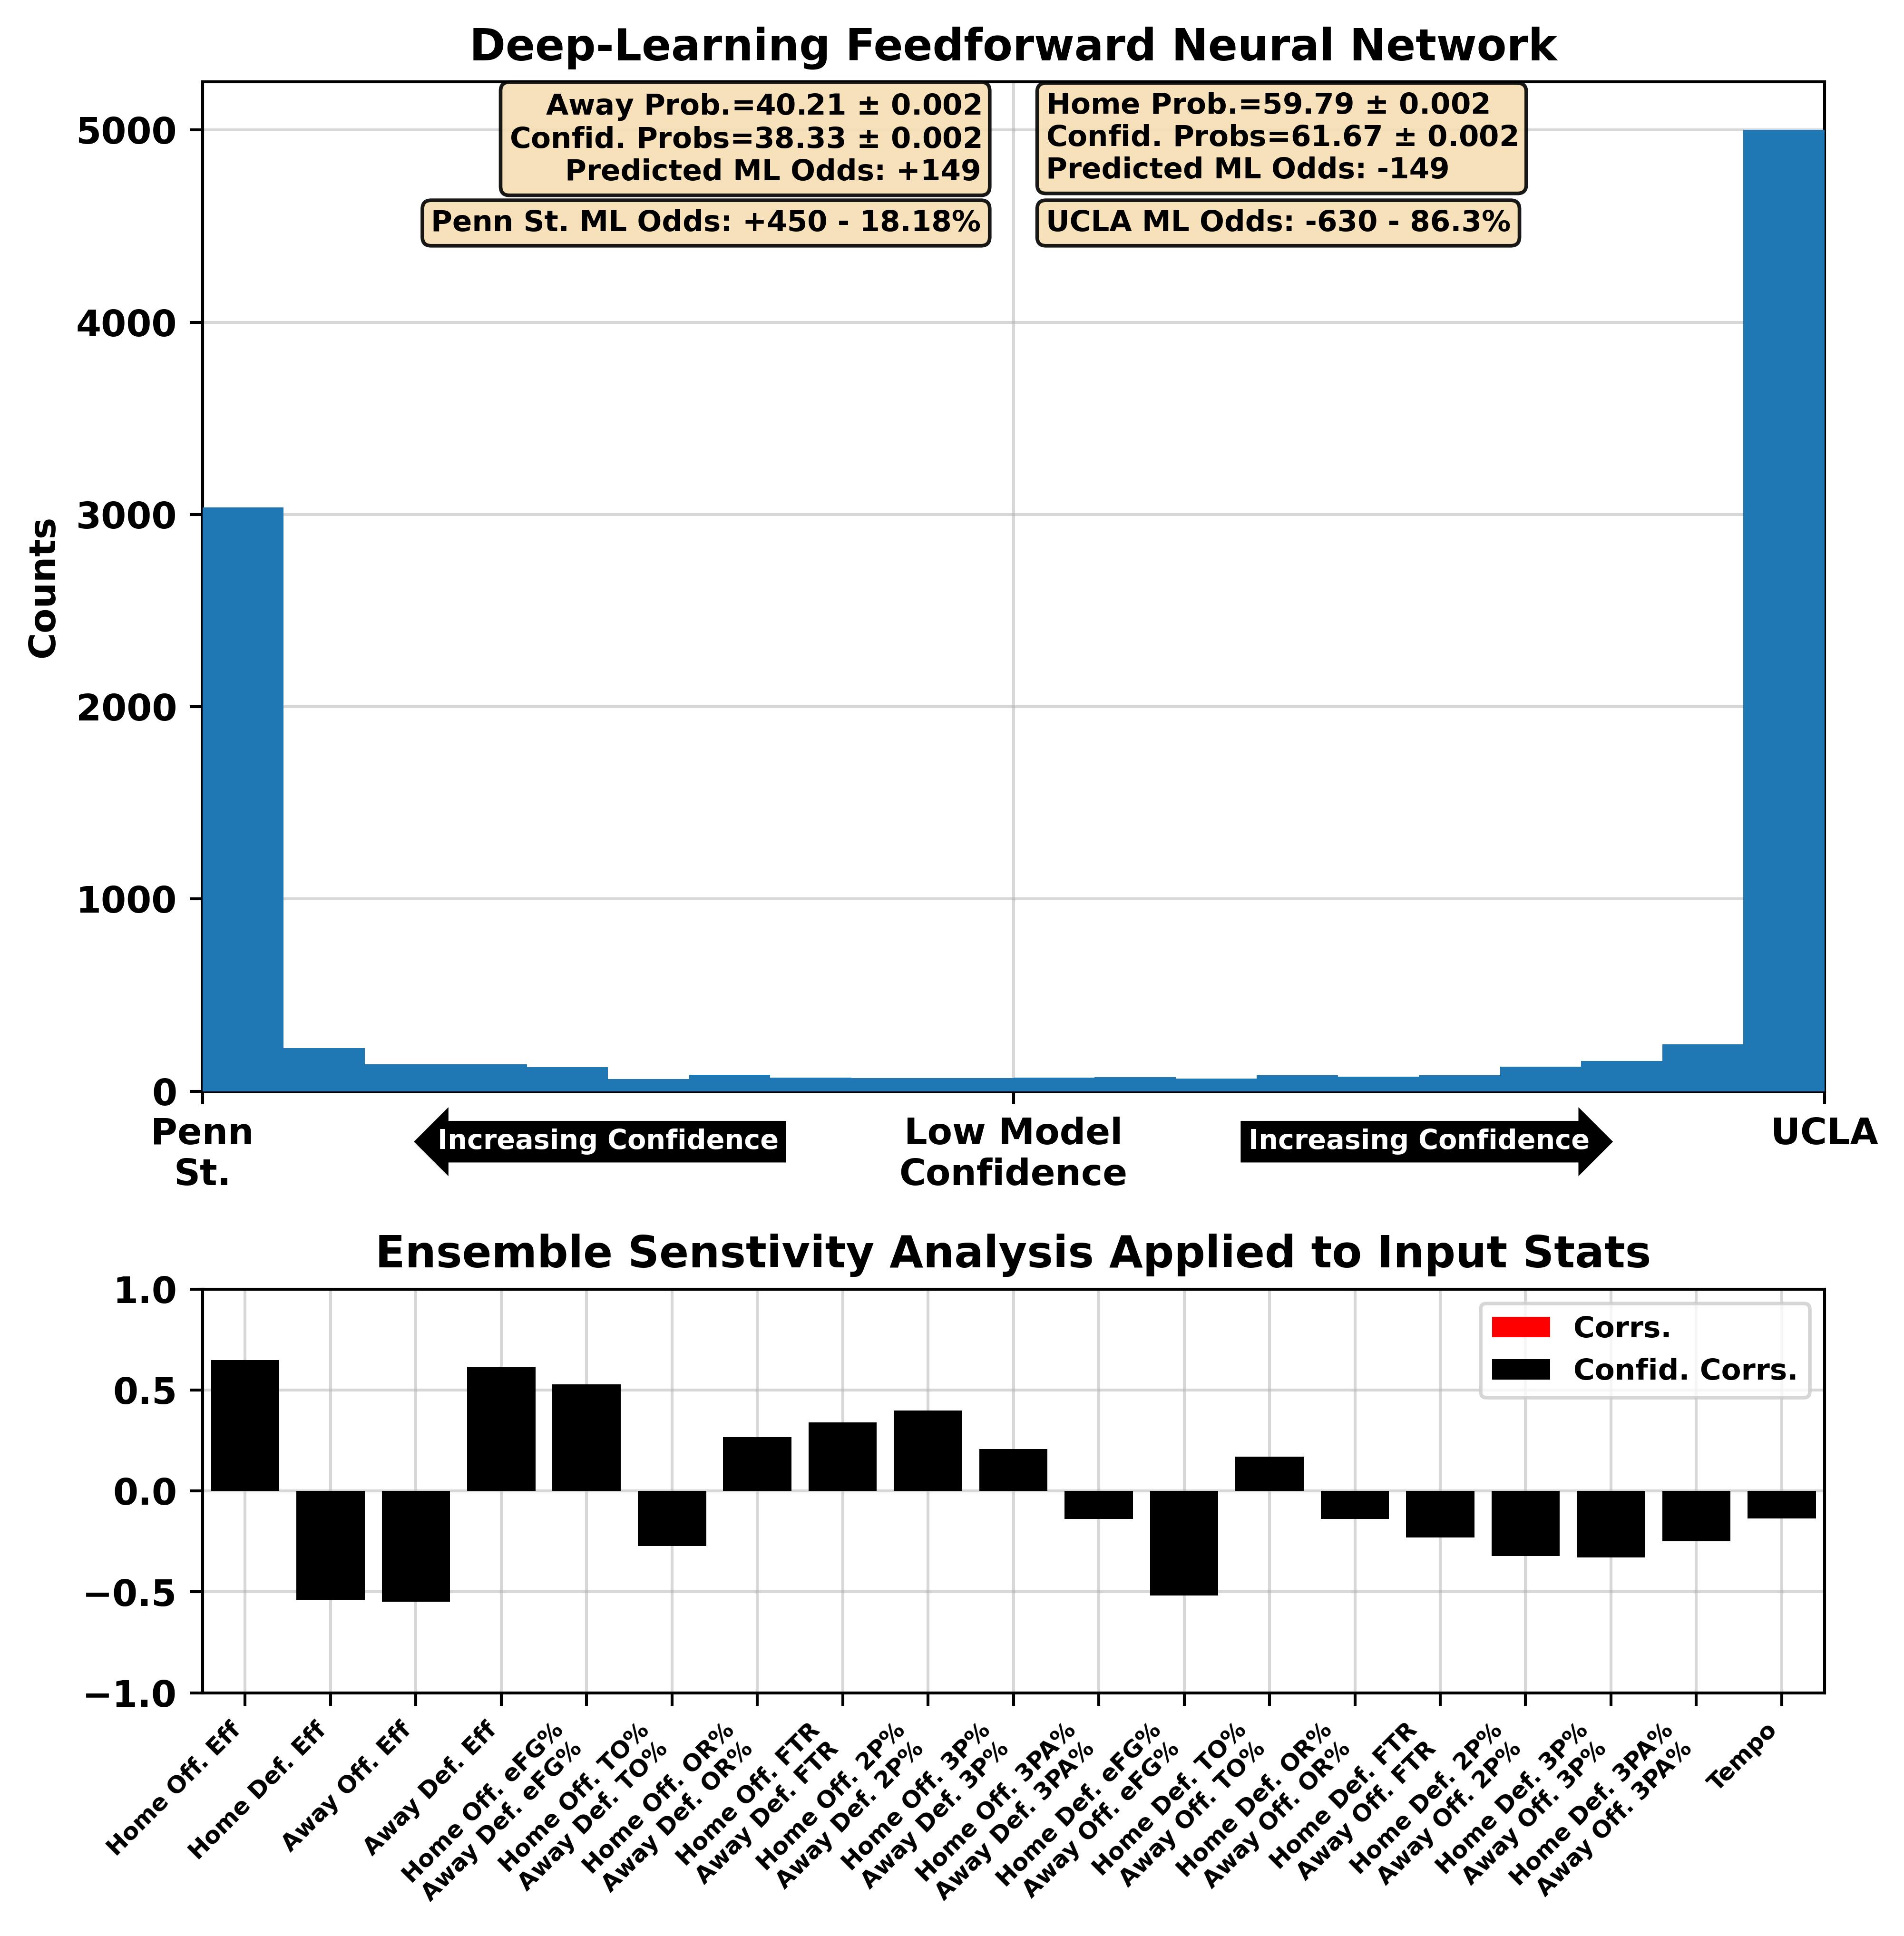 Deep-Learning Feedforward Neural Network
Away Prob.=40.21 ± 0.002
Confid. Probs=38.33 ± 0.002
Predicted ML Odds: +149
Penn St. ML Odds: +450 - 18.18%
Home Prob.=59.79 ± 0.002
Confid. Probs=61.67 ± 0.002
Predicted ML Odds: -149
UCLA ML Odds: -630 - 86.3%
Counts
5000
4000
3000
2000
1000
0
Penn
St.
Increasing Confidence
Low Model
Confidence
Increasing Confidence
UCLA
Ensemble Senstivity Analysis Applied to Input Stats
1.0
0.5
0.0
−0.5
−1.0
Corrs.
Confid. Corrs.
Home Off. Eff
Home Def. Eff
Away Off. Eff
Away Def. Eff
Home Off. eFG%
Away Def. eFG%
Home Off. TO%
Away Def. TO%
Home Off. OR%
Away Def. OR%
Home Off. FTR
Away Def. FTR
Home Off. 2P%
Away Def. 2P%
Home Off. 3P%
Away Def. 3P%
Home Off. 3PA%
Away Def. 3PA%
Home Def. eFG%
Away Off. eFG%
Home Def. TO%
Away Off. TO%
Home Def. OR%
Away Off. OR%
Home Def. FTR
Away Off. FTR
Home Def. 2P%
Away Off. 2P%
Home Def. 3P%
Away Off. 3P%
Home Def. 3PA%
Away Off. 3PA%
Tempo